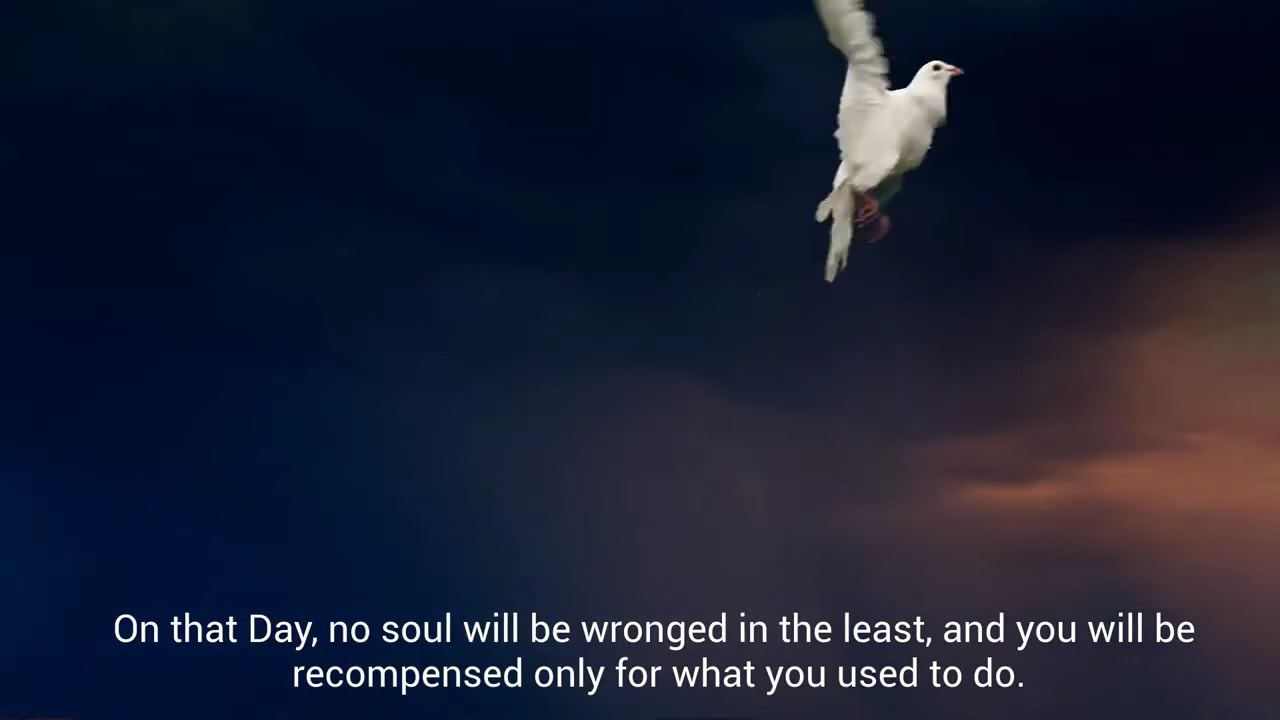 On that Day, no soul will be wronged in the least, and you will be
recompensed only for what you used to do.